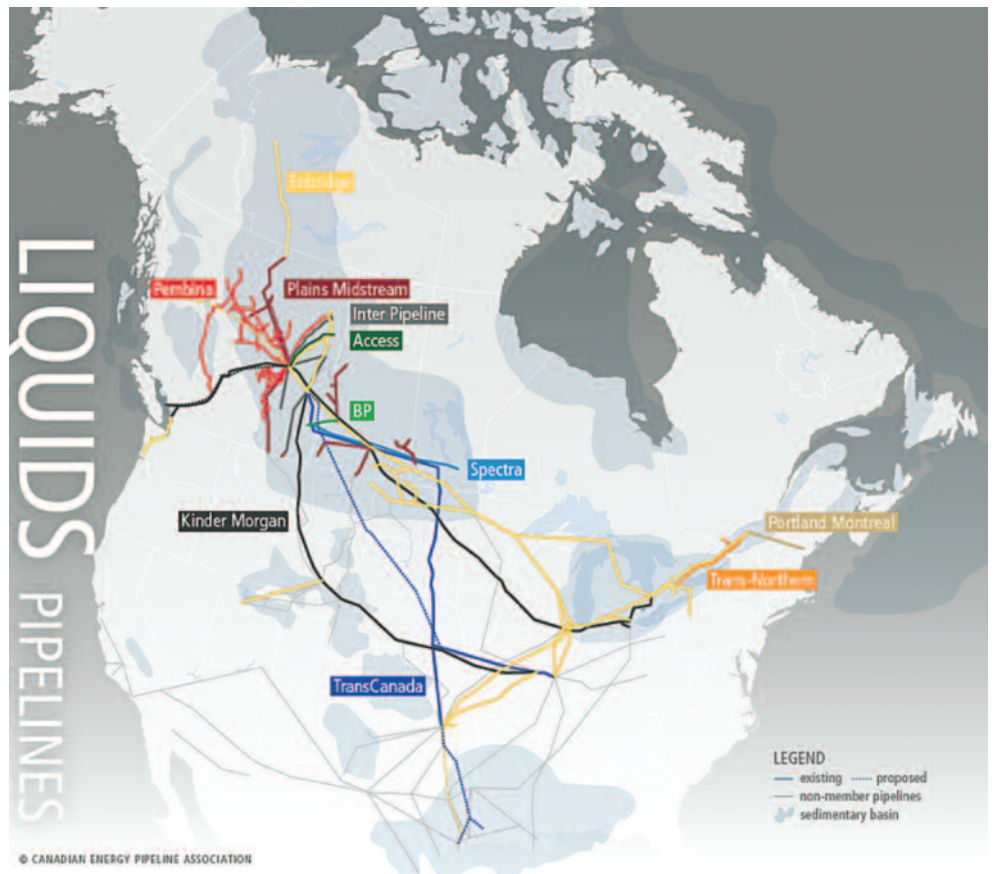 LIQUIDS PIPELINES
Enbridge
Pembina
Plains Midstream
Inter Pipeline
Access
BP
Spectra
Kinder Morgan
Portland Montreal
Trans-Northern
TransCanada
LEGEND
existing
proposed
non-member pipelines
sedimentary basin
© CANADIAN ENERGY PIPELINE ASSOCIATION